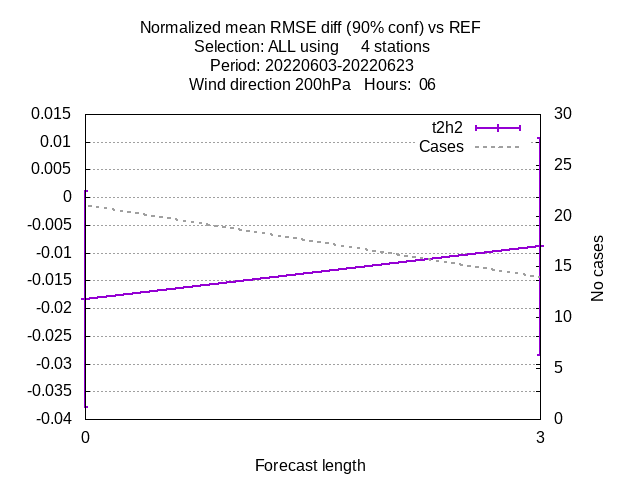 Normalized mean RMSE diff (90% conf) vs REF
Selection: ALL using     4 stations
Period: 20220603-20220623
Wind direction 200hPa   Hours:  06
0.015
0.01
0.005
0
-0.005
-0.01
-0.015
-0.02
-0.025
-0.03
-0.035
-0.04
t2h2
Cases
30
25
20
15
10
5
0
No cases
0
3
Forecast length